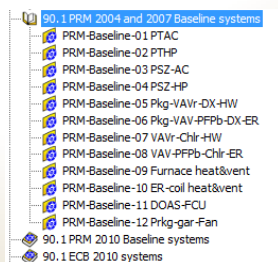 90.1 PRM 2004 and 2007 Baseline systems
PRM-Baseline-01 PTAC
PRM-Baseline-02 PTHP
PRM-Baseline-03 PSZ-AC
PRM-Baseline-04 PSZ-HP
PRM-Baseline-05 Pkg-VAVr-DX-HW
PRM-Baseline-06 Pkg-VAV-PFPb-DX-ER
PRM-Baseline-07 VAVr-Chlr-HW
PRM-Baseline-08 VAV-PFPb-Chlr-ER
PRM-Baseline-09 Furnace heat&vent
PRM-Baseline-10 ER-coil heat&vent
PRM-Baseline-11 DOAS-FCU
PRM-Baseline-12 Prkg-gar-Fan
90.1 PRM 2010 Baseline systems
90.1 ECB 2010 systems